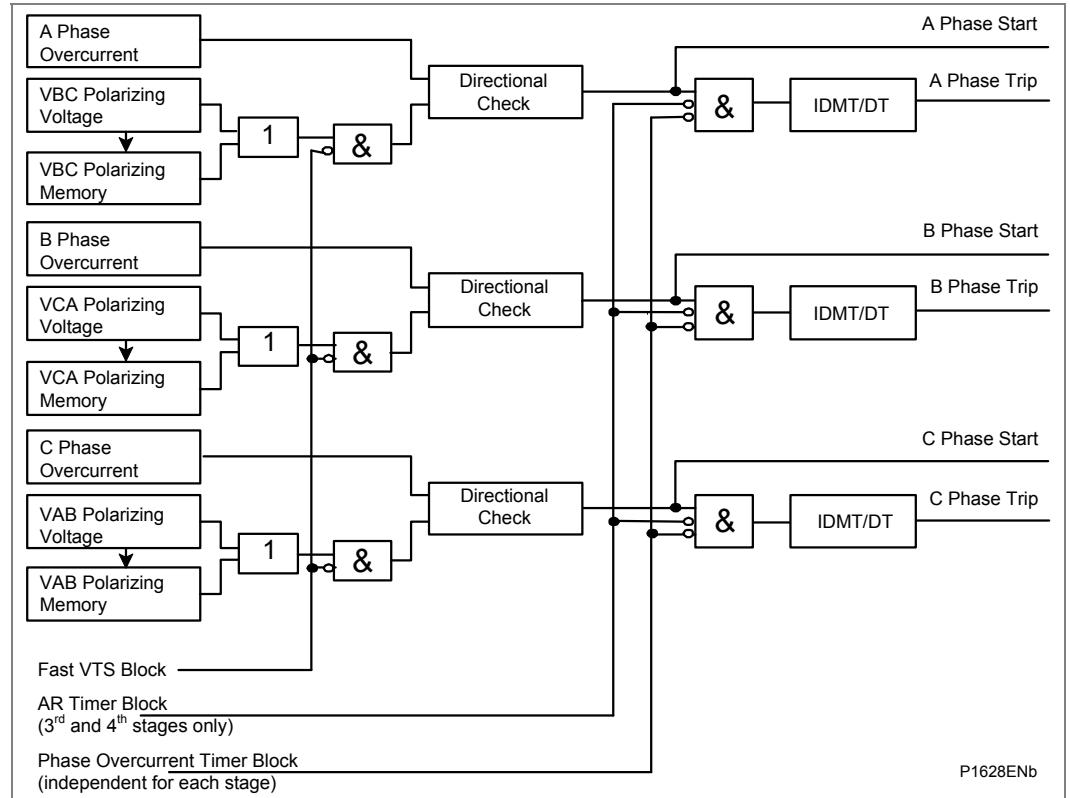 A Phase
Overcurrent
VBC Polarizing
Voltage
VBC Polarizing
Memory
1
&
Directional
Check
&
IDMT/DT
A Phase Start
A Phase Trip
B Phase
Overcurrent
VCA Polarizing
Voltage
VCA Polarizing
Memory
1
&
Directional
Check
&
IDMT/DT
B Phase Start
B Phase Trip
C Phase
Overcurrent
VAB Polarizing
Voltage
VAB Polarizing
Memory
1
&
Directional
Check
&
IDMT/DT
C Phase Start
C Phase Trip
Fast VTS Block
AR Timer Block
(3rd and 4th stages only)
Phase Overcurrent Timer Block
(independent for each stage)
P1628ENb